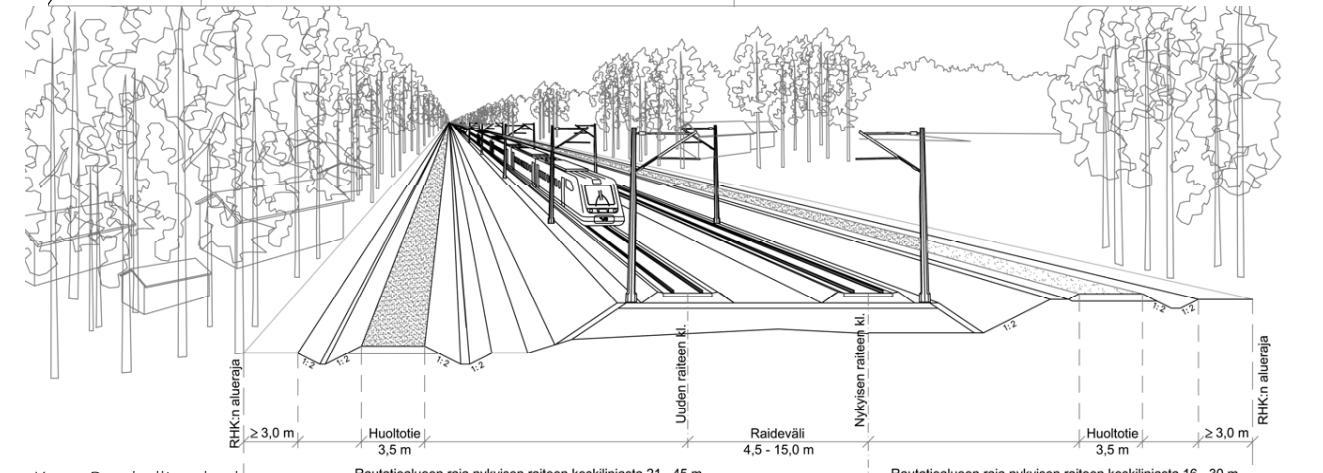 1:2
1:2
1:2
1:2
1:2
1:2
1:2
RHK:n alueraja
Uuden raiteen kl.
Nykyisen raiteen kl.
RHK:n alueraja
≥ 3,0 m
Huoltotie
Raideväli
Huoltotie
≥ 3,0 m
3,5 m
4,5 - 15,0 m
3,5 m